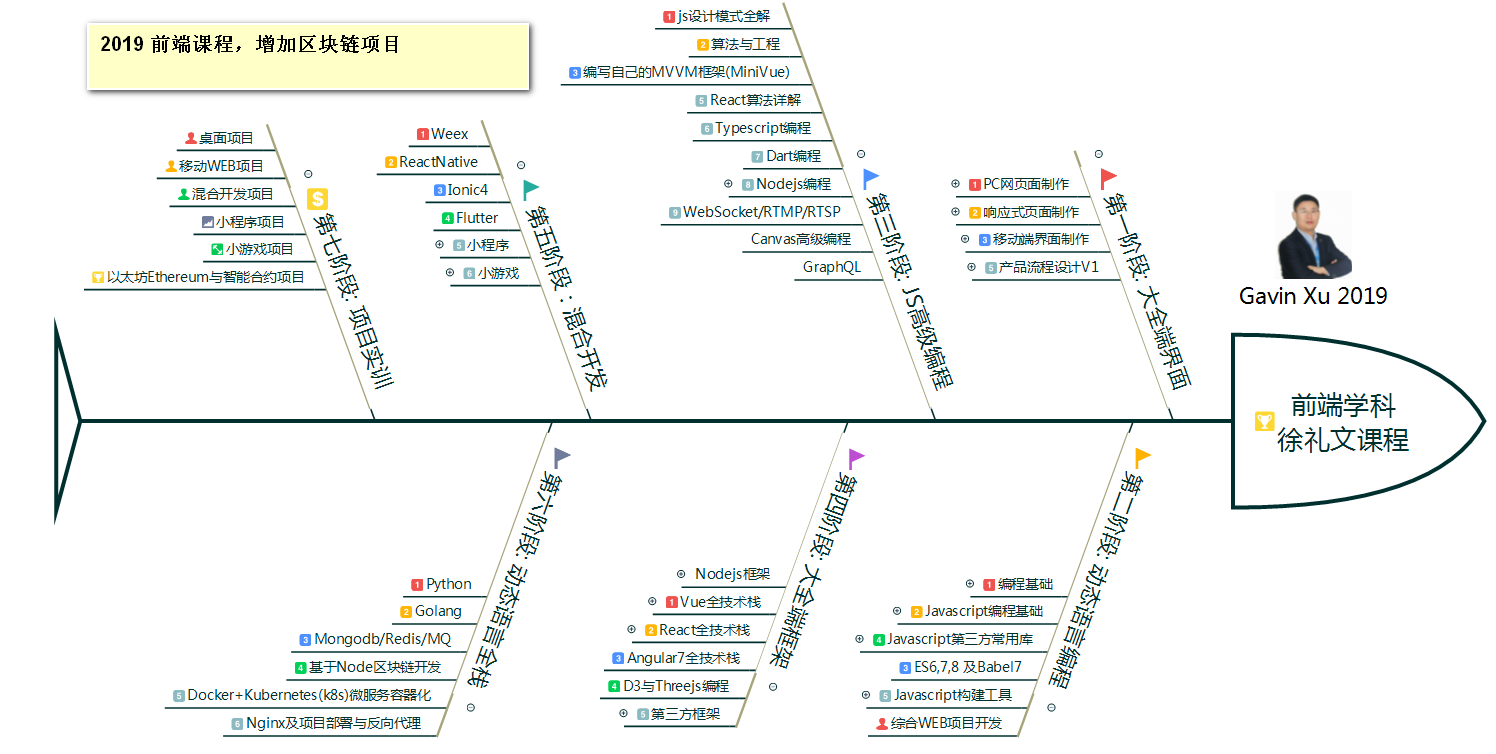 2019 前端课程，增加区块链项目
Gavin Xu 2019
前端学科
徐礼文课程
第一阶段: 大全端界面
1 PC网页面制作
2 响应式页面制作
3 移动端界面制作
5 产品流程设计V1
第二阶段: 动态语言编程
1 编程基础
2 Javascript编程基础
4 Javascript第三方常用库
3 ES6,7,8 及Babel7
5 Javascript构建工具
综合WEB项目开发
第三阶段: JS高级编程
1 js设计模式全解
2 算法与工程
3 编写自己的MVVM框架(MiniVue)
5 React算法详解
6 Typescript编程
7 Dart编程
8 Nodejs编程
9 WebSocket/RTMP/RTSP
Canvas高级编程
GraphQL
第四阶段: 大全端框架
Nodejs框架
1 Vue全技术栈
2 React全技术栈
3 Angular7全技术栈
4 D3与Threejs编程
5 第三方框架
第五阶段 : 混合开发
1 Weex
2 ReactNative
3 Ionic4
4 Flutter
5 小程序
6 小游戏
第六阶段: 动态语言全栈
1 Python
2 Golang
3 Mongodb/Redis/MQ
4 基于Node区块链开发
5 Docker+Kubernetes(k8s)微服务容器化
6 Nginx及项目部署与反向代理
$ 第七阶段: 项目实训
桌面项目
移动WEB项目
混合开发项目
小程序项目
小游戏项目
以太坊Ethereum与智能合约项目